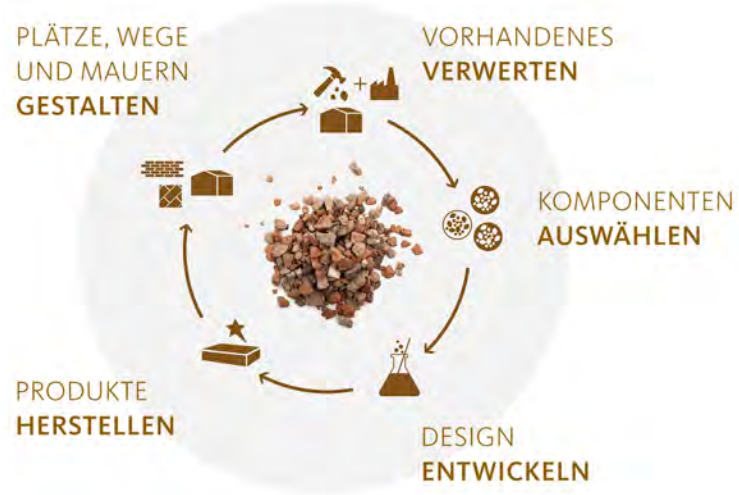 PLÄTZE, WEGE
UND MAUERN
GESTALTEN
VORHANDENES
VERWERTEN
KOMPONENTEN
AUSWÄHLEN
DESIGN
ENTWICKELN
PRODUKTE
HERSTELLEN